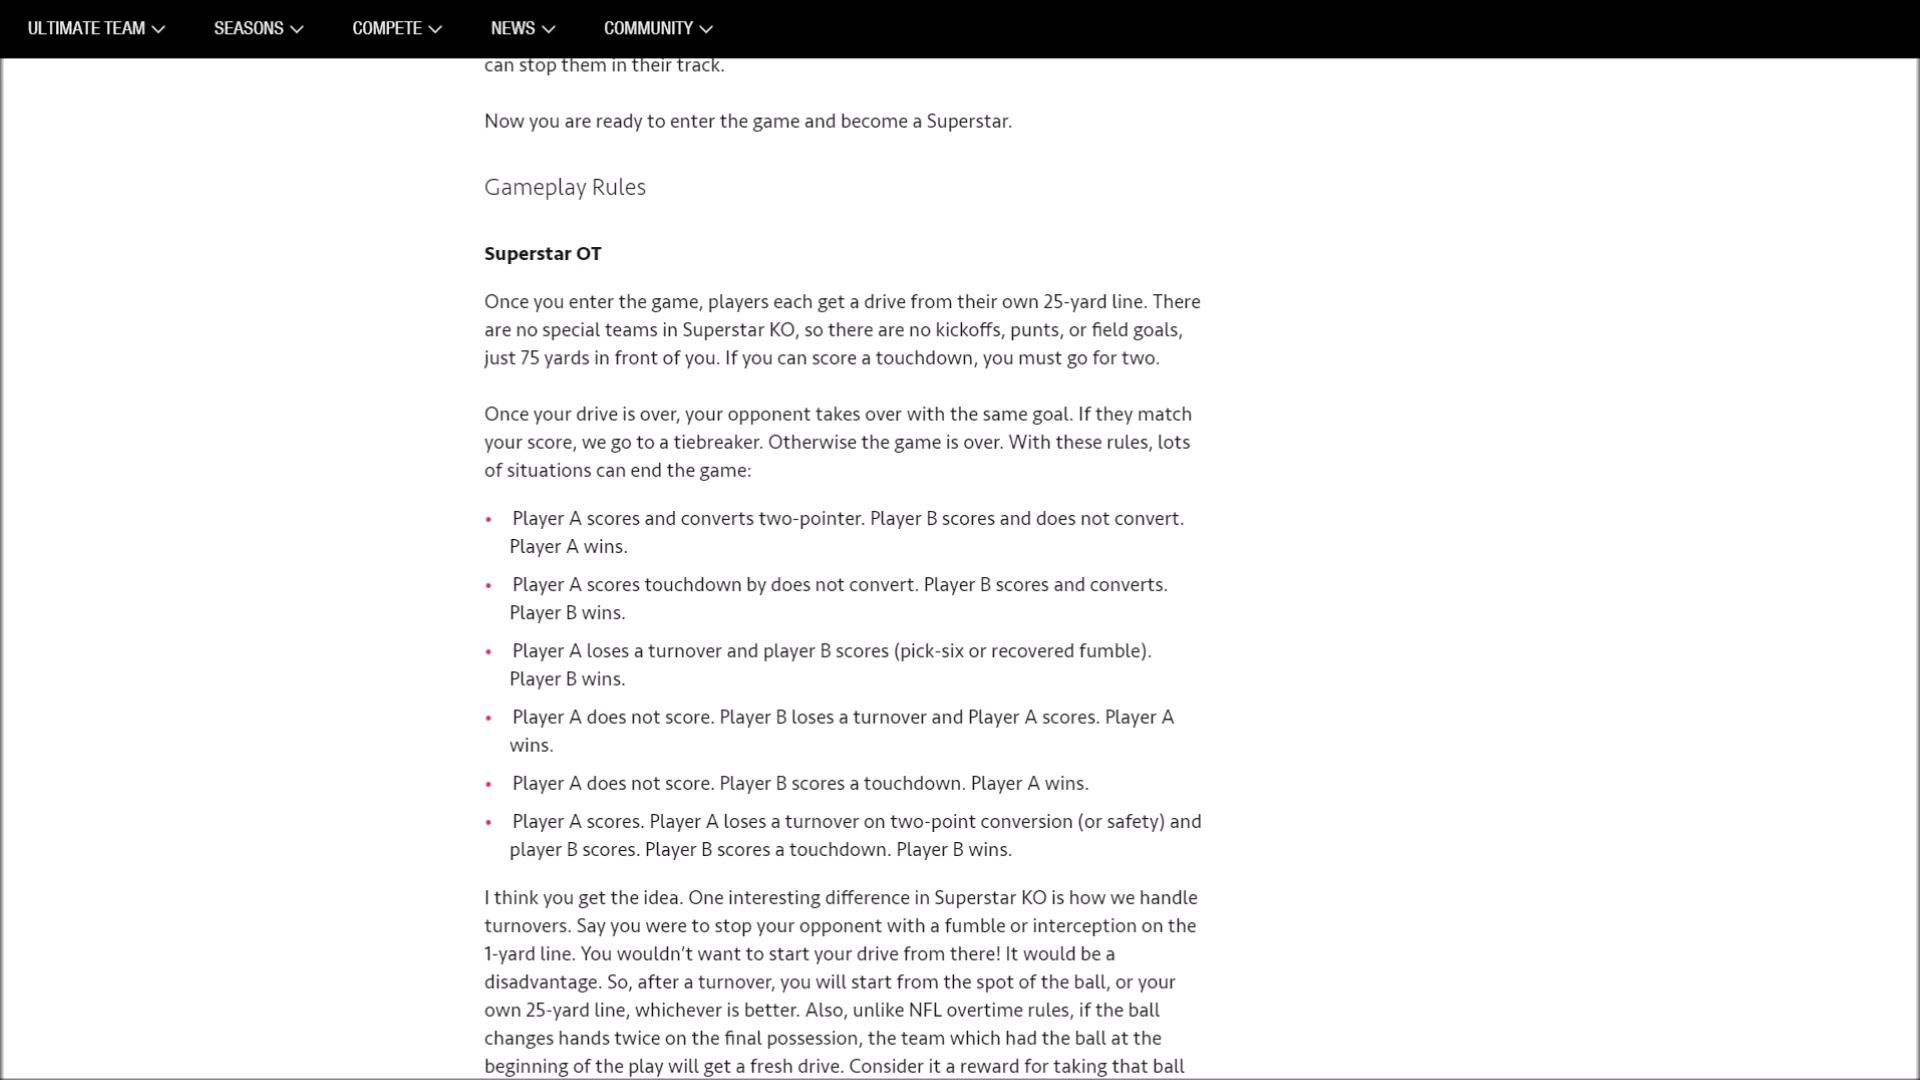 ULTIMATE TEAM SEASONS COMPETE NEWS COMMUNITY
can stop them in their track.
Now you are ready to enter the game and become a Superstar.
Gameplay Rules
Superstar OT
Once you enter the game, players each get a drive from their own 25-yard line. There
are no special teams in Superstar KO, so there are no kickoffs, punts, or field goals,
just 75 yards in front of you. If you can score a touchdown, you must go for two.
Once your drive is over, your opponent takes over with the same goal. If they match
your score, we go to a tiebreaker. Otherwise the game is over. With these rules, lots
of situations can end the game:
• Player A scores and converts two-pointer. Player B scores and does not convert.
Player A wins.
• Player A scores touchdown by does not convert. Player B scores and converts.
Player B wins.
• Player A loses a turnover and player B scores (pick-six or recovered fumble).
Player B wins.
• Player A does not score. Player B loses a turnover and Player A scores. Player A
wins.
• Player A does not score. Player B scores a touchdown. Player A wins.
• Player A scores. Player A loses a turnover on two-point conversion (or safety) and
player B scores. Player B scores a touchdown. Player B wins.
I think you get the idea. One interesting difference in Superstar KO is how we handle
turnovers. Say you were to stop your opponent with a fumble or interception on the
1-yard line. You wouldn’t want to start your drive from there! It would be a
disadvantage. So, after a turnover, you will start from the spot of the ball, or your
own 25-yard line, whichever is better. Also, unlike NFL overtime rules, if the ball
changes hands twice on the final possession, the team which had the ball at the
beginning of the play will get a fresh drive. Consider it a reward for taking that ball